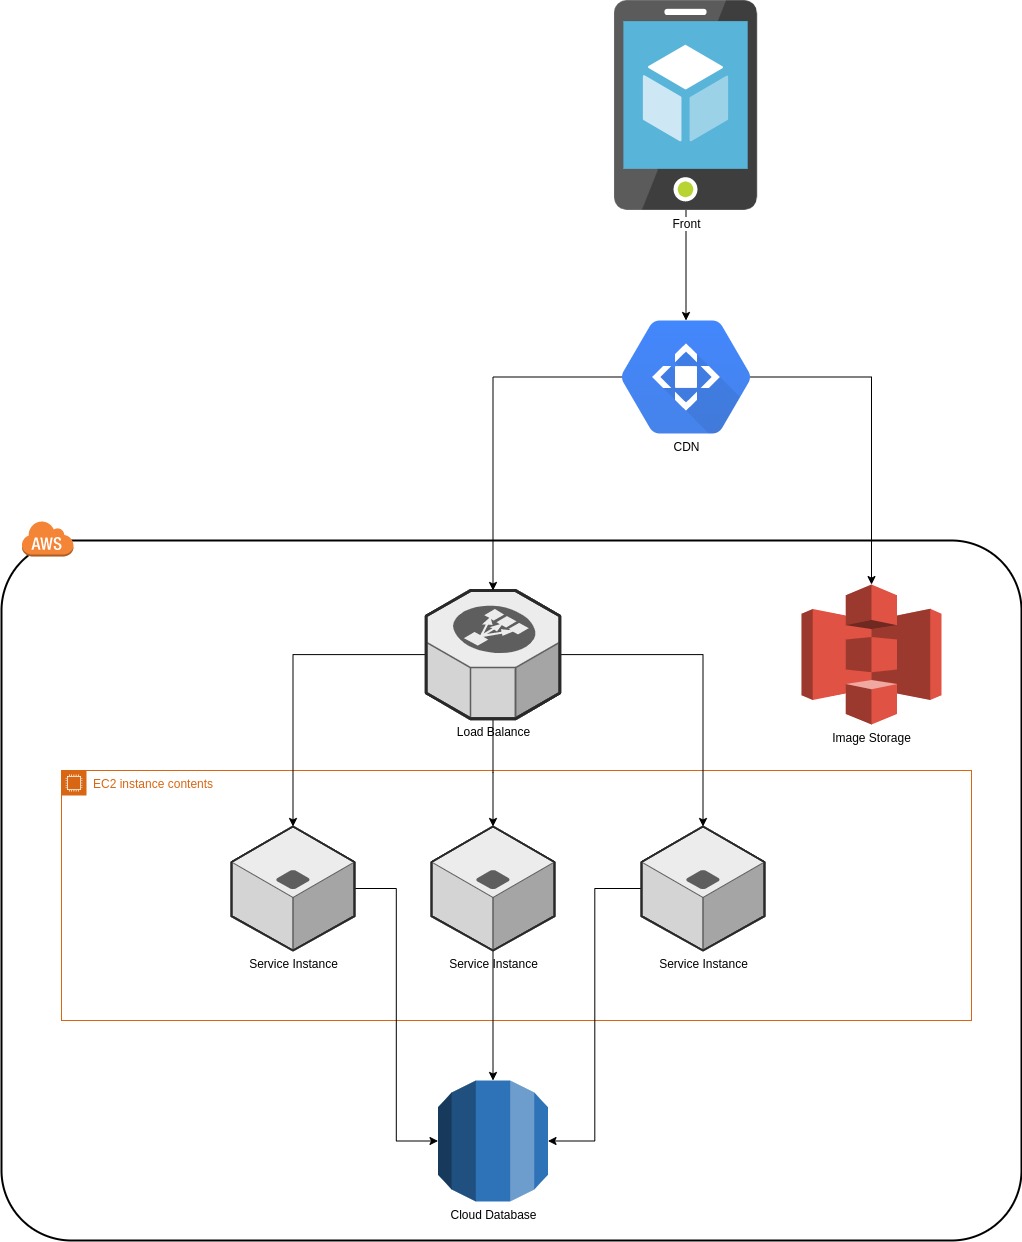 Front
CDN
AWS
Load Balance
Image Storage
EC2 instance contents
Service Instance
Service Instance
Service Instance
Cloud Database